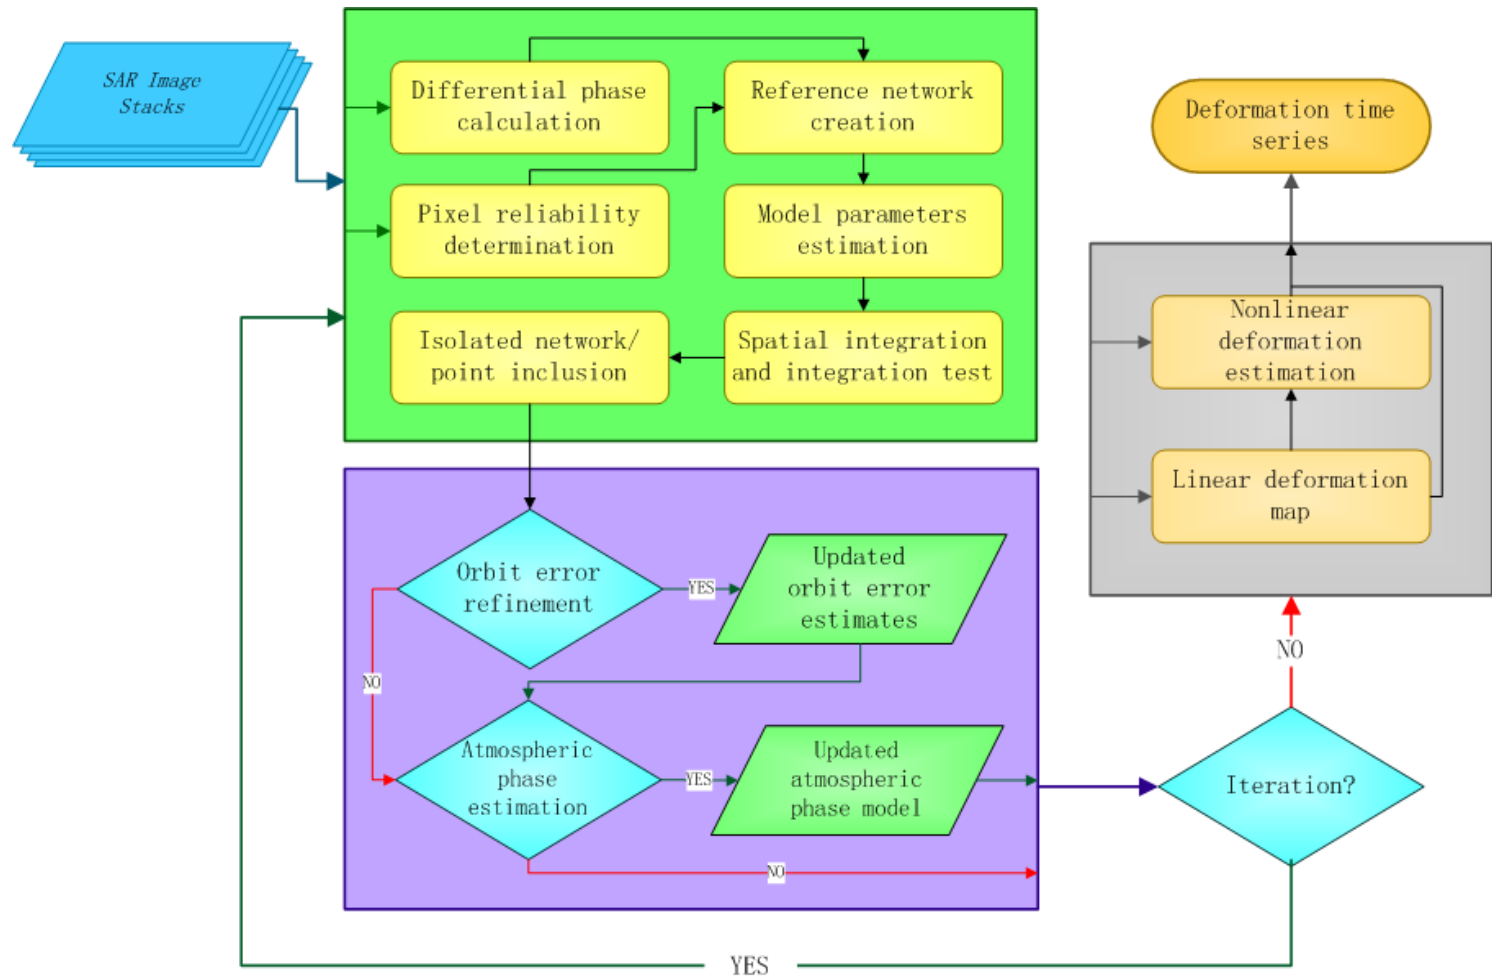 SAR Image
Stacks
Differential phase
calculation
Reference network
creation
Pixel reliability
determination
Model parameters
estimation
Isolated network/
point inclusion
Spatial integration
and integration test
Orbit error
refinement
YES
Updated
orbit error
estimates
NO
Atmospheric
phase
estimation
YES
Updated
atmospheric
phase model
NO
Iteration?
YES
NO
Linear deformation
map
Nonlinear
deformation
estimation
Deformation time
series